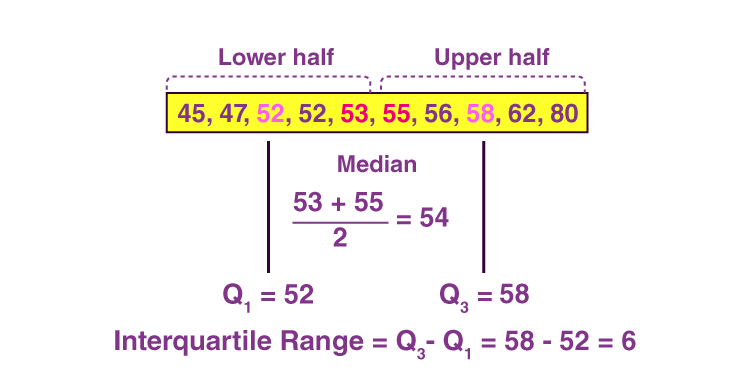 Lower half Upper half
45, 47, 52, 52, 53, 55, 56, 58, 62, 80
Median
53 + 55
2
= 54
Q1 = 52 Q3 = 58
Interquartile Range = Q3- Q1 = 58 - 52 = 6